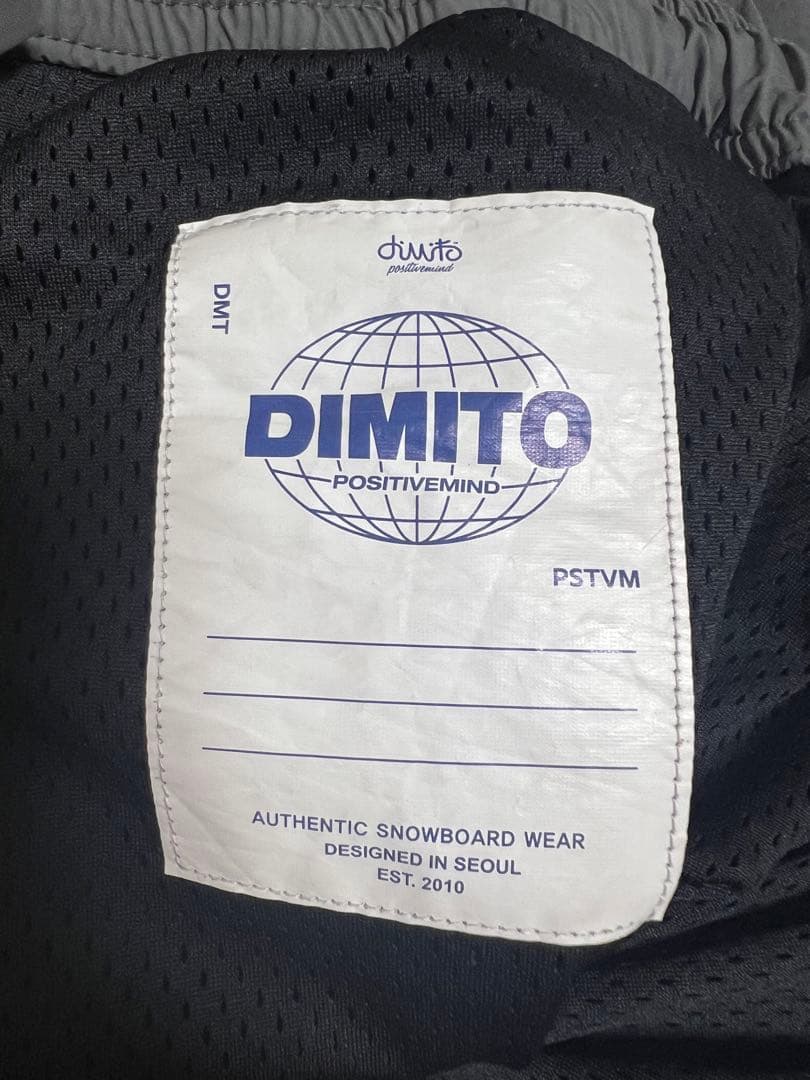 dimito
positivemind
DMT
DIMITO
POSITIVEMIND
PSTVM
AUTHENTIC SNOWBOARD WEAR
DESIGNED IN SEOUL
EST. 2010